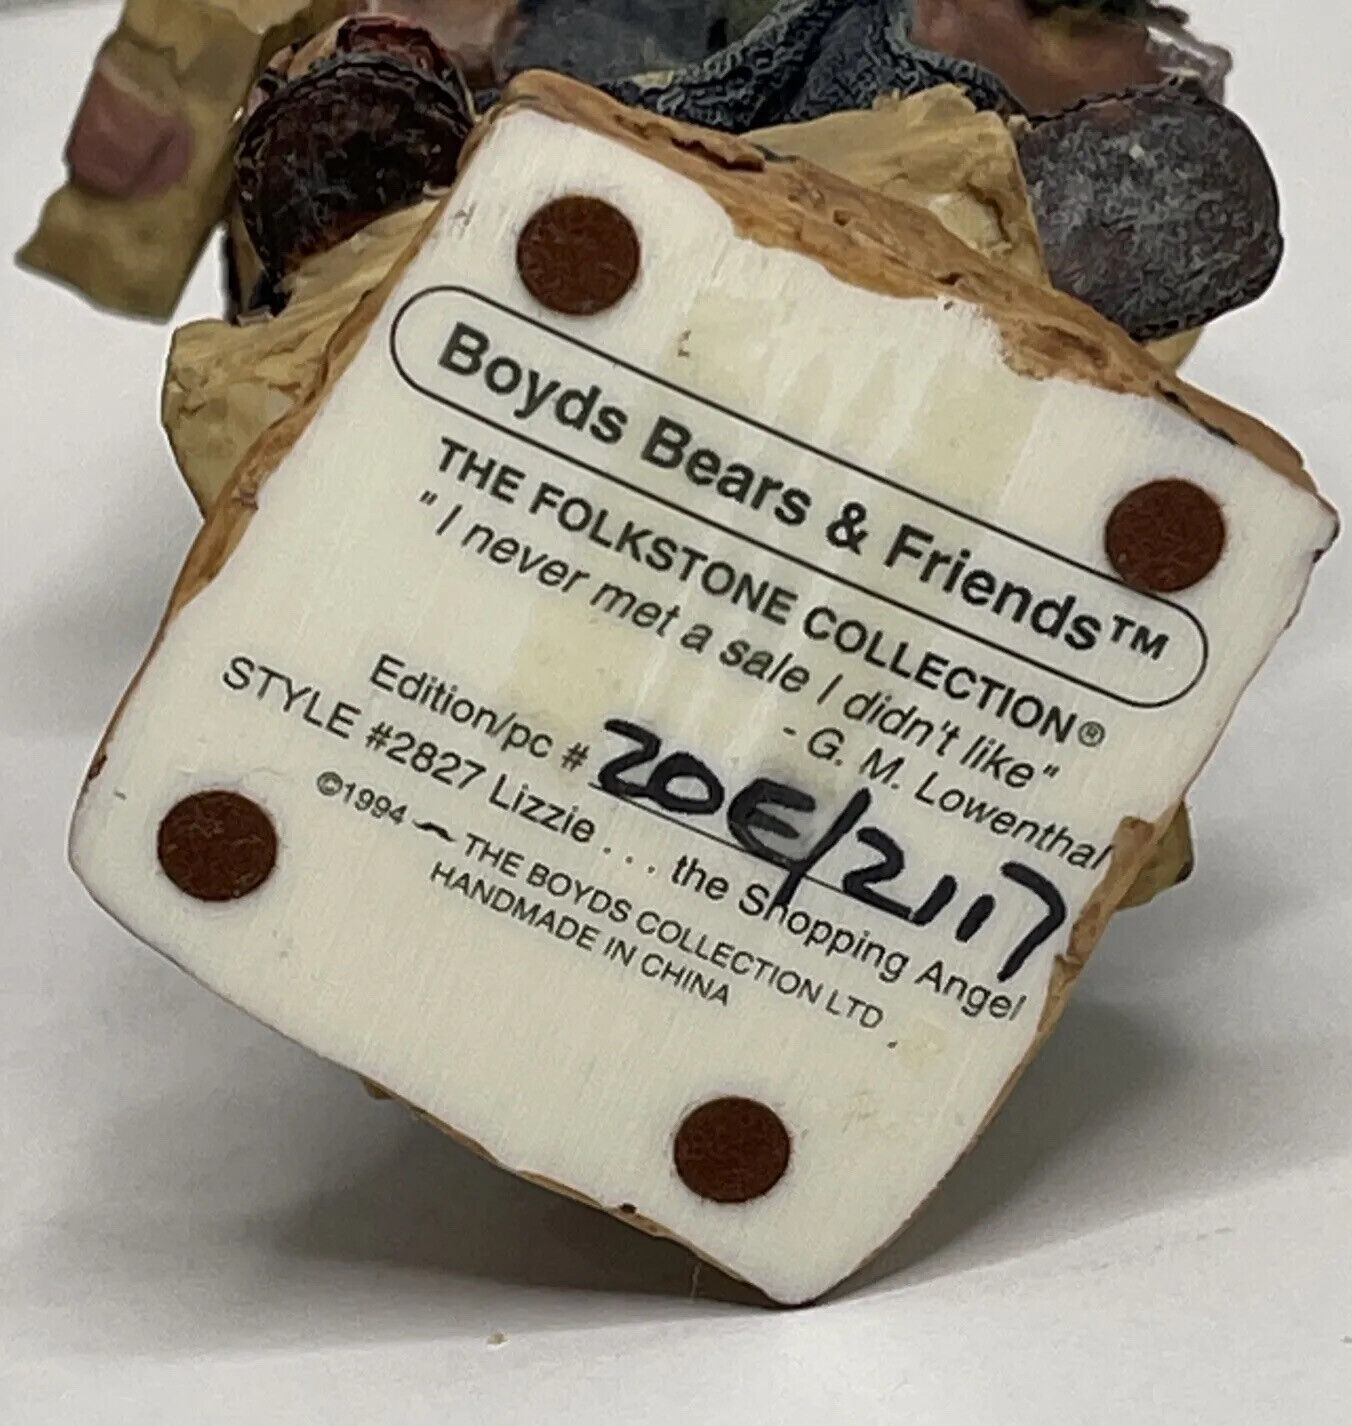 Boyds Bears & Friends™
THE FOLKSTONE COLLECTION®
"I never met a sale I didn't like"
- G. M. Lowenthal
Edition/pc # 20E/2117
STYLE #2827 Lizzie . . . the Shopping Angel
©1994 THE BOYDS COLLECTION LTD.
HANDMADE IN CHINA